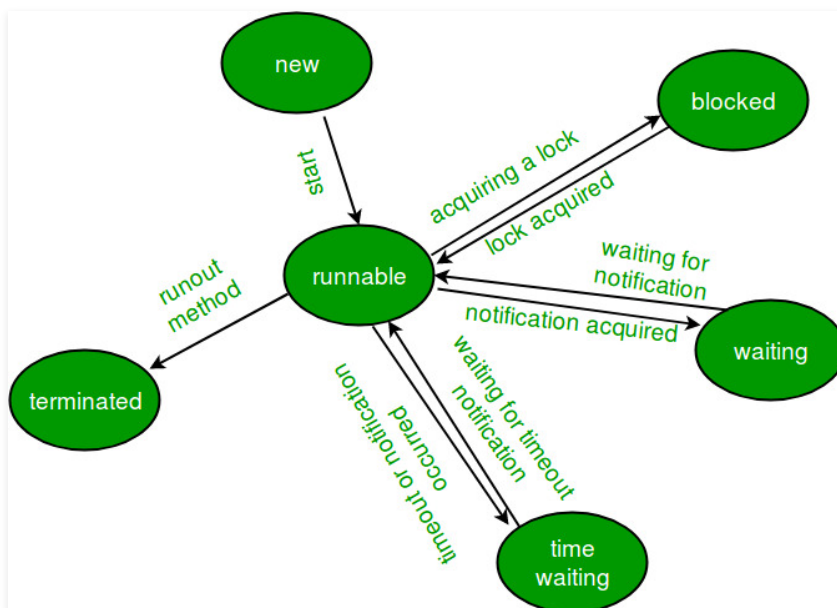 new
blocked
start
acquiring a lock
lock acquired
runnable
waiting for
notification
notification acquired
waiting
runout
method
terminated
timeout or notification
occurred
waiting for timeout
notification
time
waiting